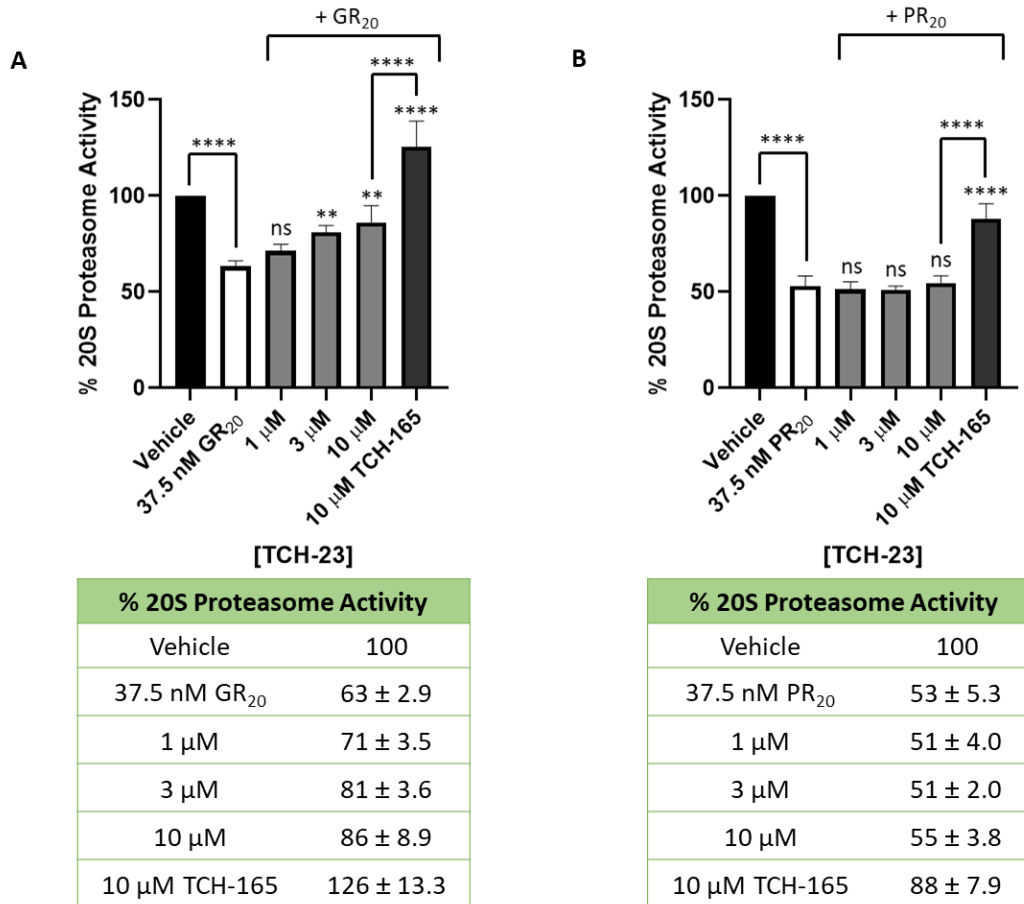 A
+ GR20
****
****
****
**
**
ns
% 20S Proteasome Activity
150
100
50
0
Vehicle
37.5 nM GR20
1 μM
3 μM
10 μM
10 μM TCH-165
[TCH-23]
% 20S Proteasome Activity
Vehicle 100
37.5 nM GR20 63 ± 2.9
1 μM 71 ± 3.5
3 μM 81 ± 3.6
10 μM 86 ± 8.9
10 μM TCH-165 126 ± 13.3
B
+ PR20
****
****
****
ns
ns
ns
% 20S Proteasome Activity
150
100
50
0
Vehicle
37.5 nM PR20
1 μM
3 μM
10 μM
10 μM TCH-165
[TCH-23]
% 20S Proteasome Activity
Vehicle 100
37.5 nM PR20 53 ± 5.3
1 μM 51 ± 4.0
3 μM 51 ± 2.0
10 μM 55 ± 3.8
10 μM TCH-165 88 ± 7.9